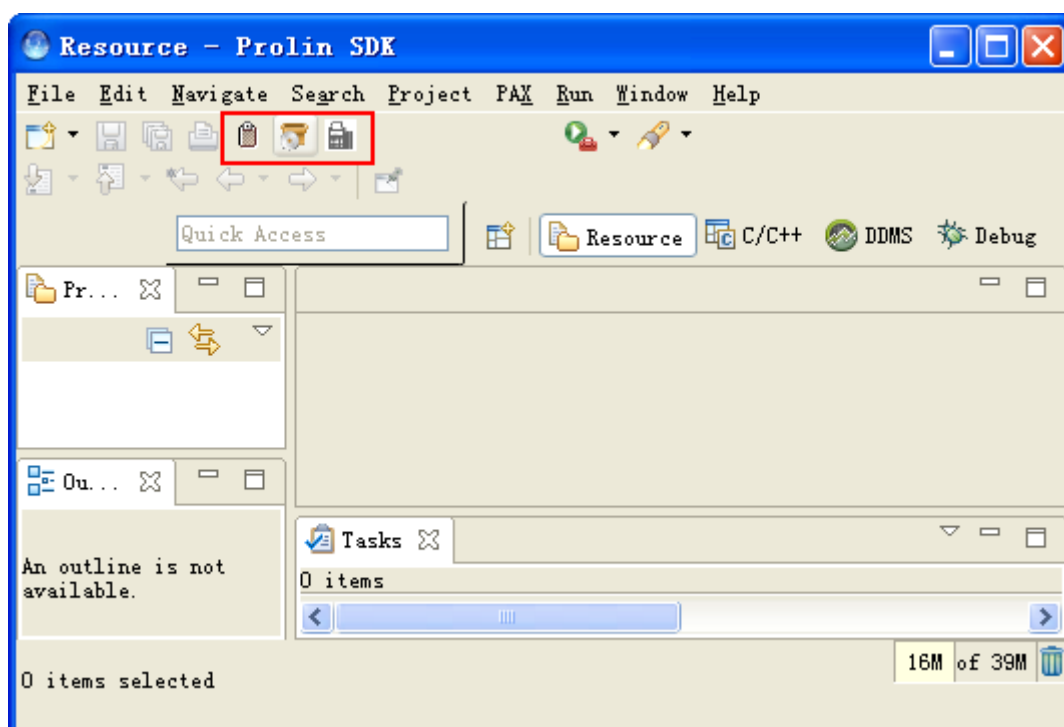 Resource - Prolin SDK
File Edit Navigate Search Project PAX Run Window Help
Quick Access
Resource C/C++ DDMS Debug
Pr...
Ou...
An outline is not
available.
Tasks
0 items
16M of 39M
0 items selected